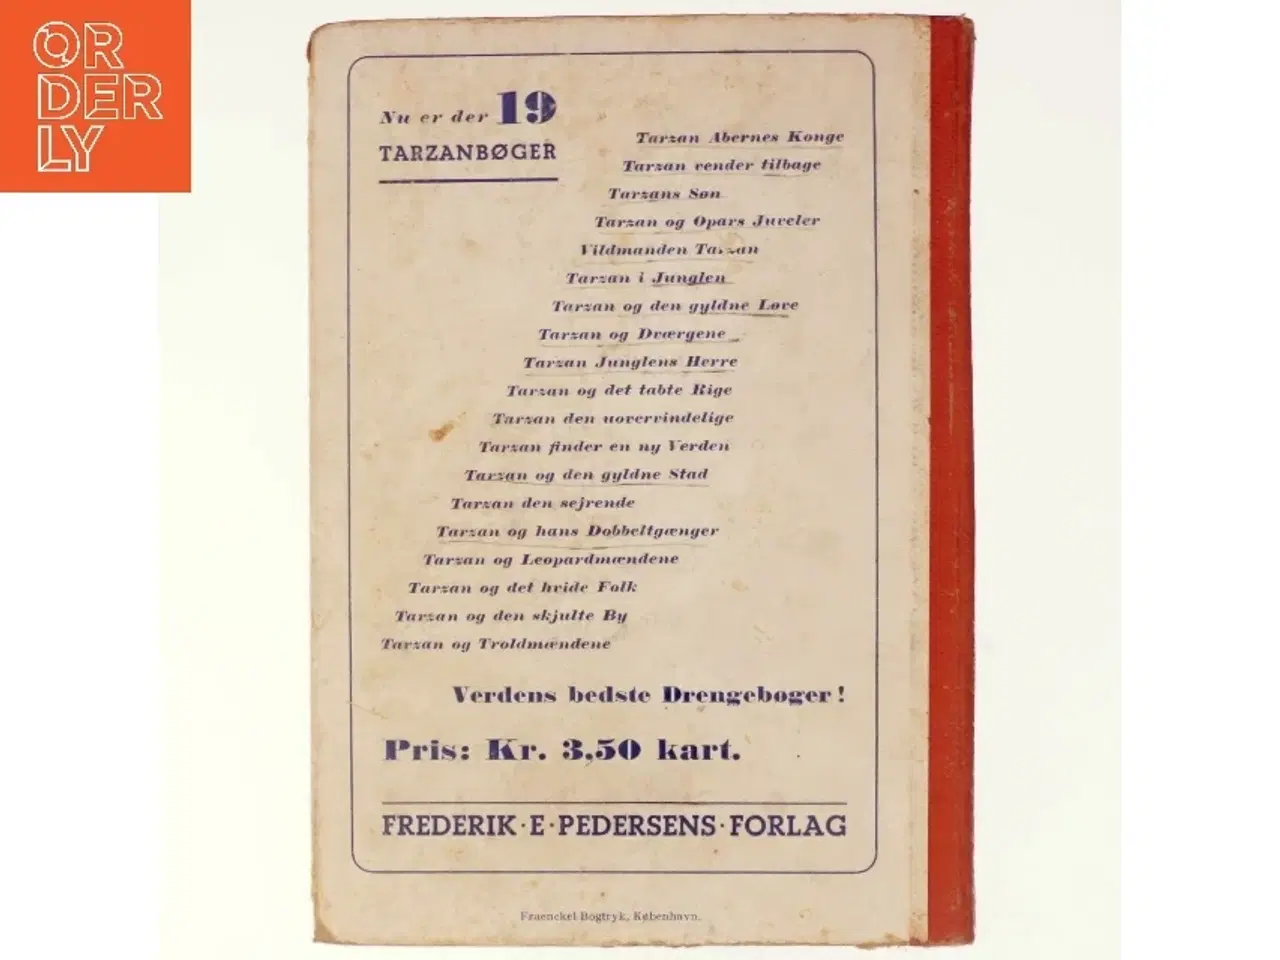 ORDERLY
Nu er der 19
TARZANBØGER
Tarzan Abernes Konge
Tarzan vender tilbage
Tarzans Søn
Tarzan og Opars Juveler
Vildmanden Tarzan
Tarzan i Junglen
Tarzan og den gyldne Løve
Tarzan og Dværgene
Tarzan Junglens Herre
Tarzan og det tabte Rige
Tarzan den uovervindelige
Tarzan finder en ny Verden
Tarzan og den gyldne Stad
Tarzan den sejrende
Tarzan og hans Dobbeltgænger
Tarzan og Leopardmændene
Tarzan og det hvide Folk
Tarzan og den skjulte By
Tarzan og Troldmændene
Verdens bedste Drengebøger!
Pris: Kr. 3,50 kart.
FREDERIK·E·PEDERSENS·FORLAG
Fraenckel Bogtryk, København.